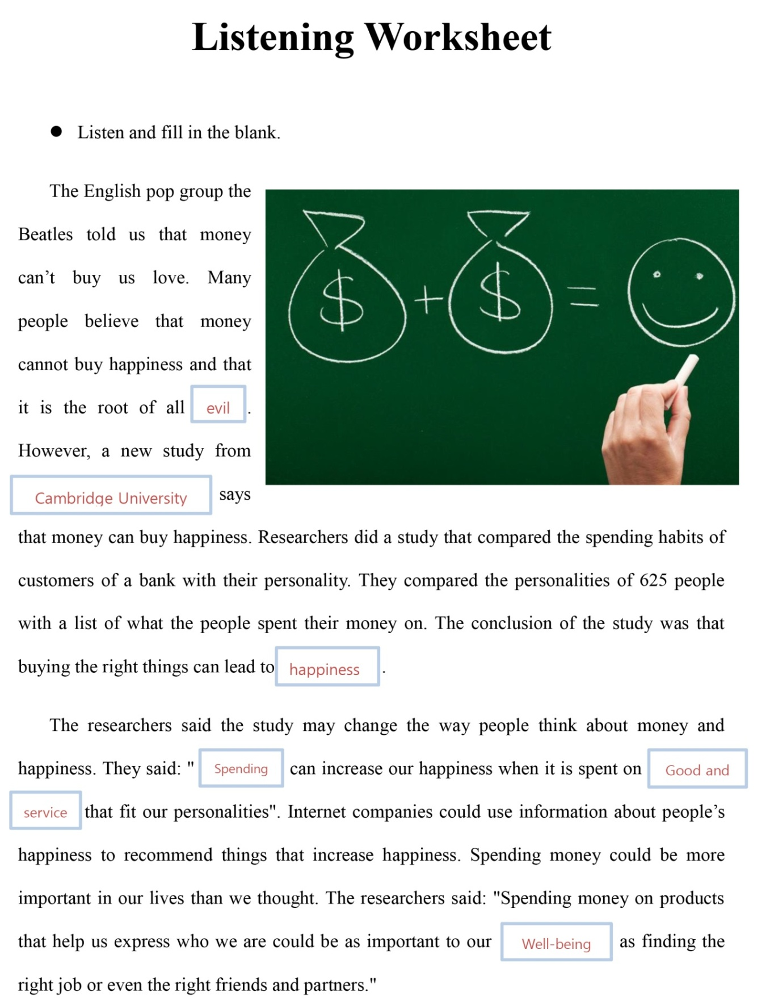 Listening Worksheet
● Listen and fill in the blank.
The English pop group the
Beatles told us that money
can’t buy us love. Many
people believe that money
cannot buy happiness and that
it is the root of all evil .
However, a new study from
Cambridge University says
that money can buy happiness. Researchers did a study that compared the spending habits of
customers of a bank with their personality. They compared the personalities of 625 people
with a list of what the people spent their money on. The conclusion of the study was that
buying the right things can lead to happiness .
The researchers said the study may change the way people think about money and
happiness. They said: " Spending can increase our happiness when it is spent on Good and
service that fit our personalities". Internet companies could use information about people’s
happiness to recommend things that increase happiness. Spending money could be more
important in our lives than we thought. The researchers said: "Spending money on products
that help us express who we are could be as important to our Well-being as finding the
right job or even the right friends and partners."
$ + $ =